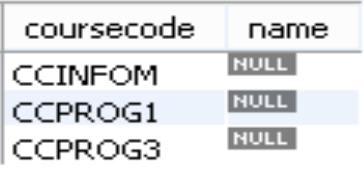 coursecode name
CCINFOM NULL
CCPROG1 NULL
CCPROG3 NULL